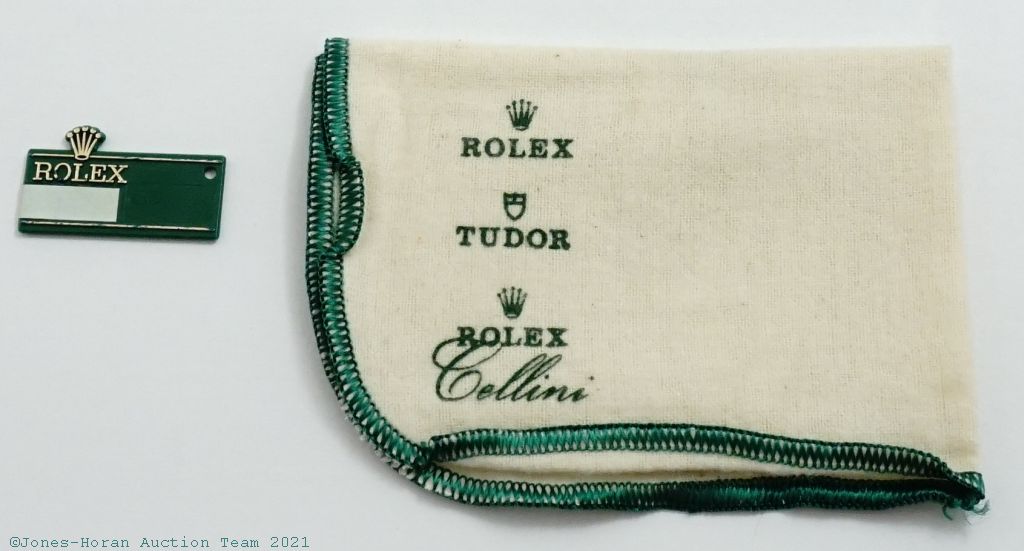 ROLEX
ROLEX
TUDOR
ROLEX
Cellini
©Jones-Horan Auction Team 2021